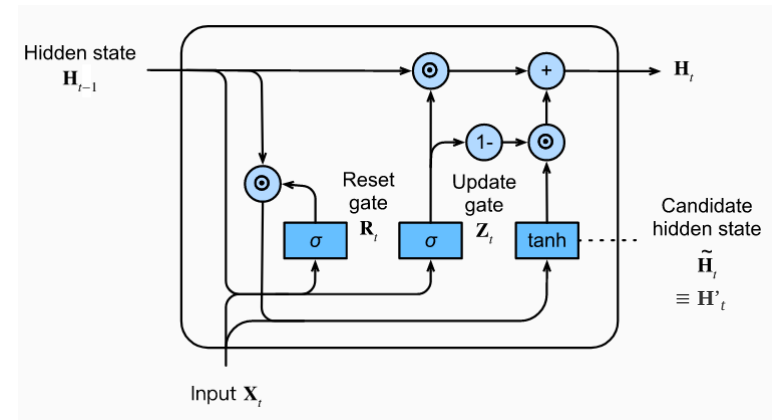 Hidden state
H_{t−1}
⊙
+
H_t
1-
⊙
⊙
Reset
gate
R_t
Update
gate
Z_t
σ
σ
tanh
Candidate
hidden state
H̃_t
≡ H'_t
Input X_t